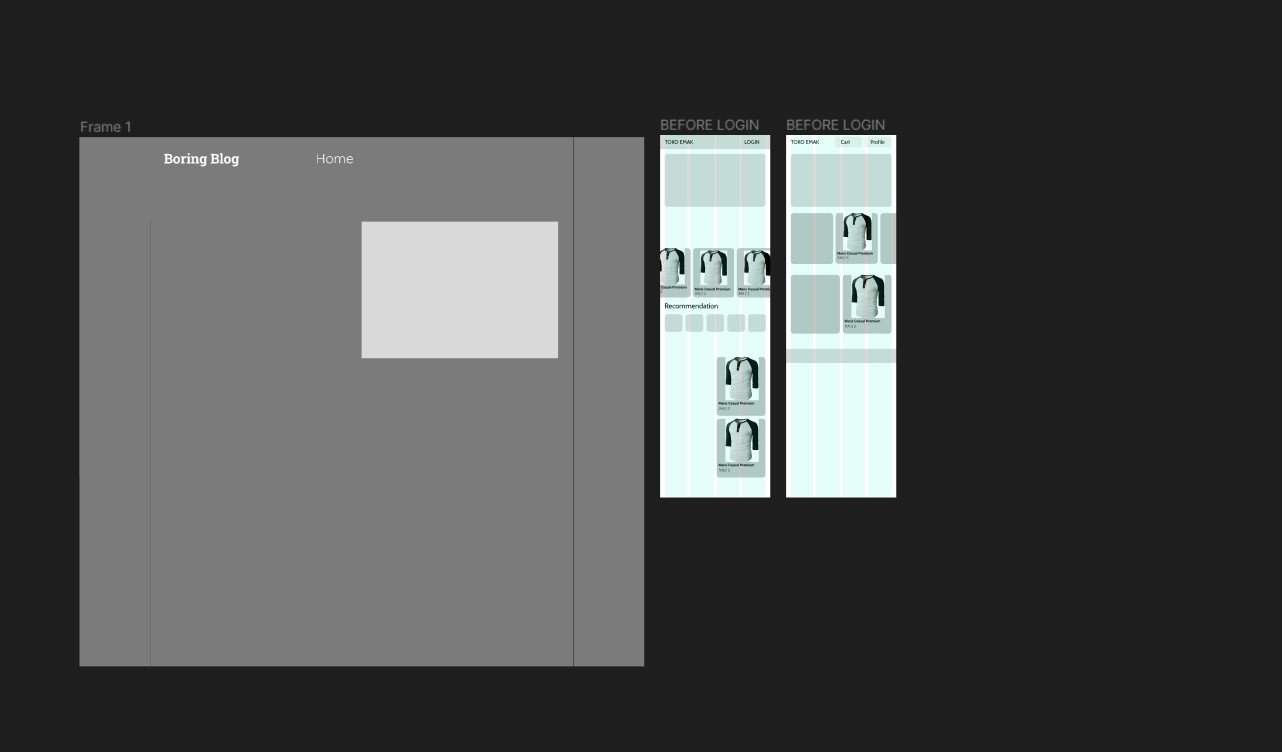 Frame 1
Boring Blog
Home
BEFORE LOGIN
TOKO EMAK
LOGIN
Casual Premium
Mens Casual Premium
Mens Casual Premiu
Recommendation
Mens Casual Premium
Mens Casual Premium
BEFORE LOGIN
TOKO EMAK
Cart
Profile
Mens Casual Premium
Mens Casual Premium